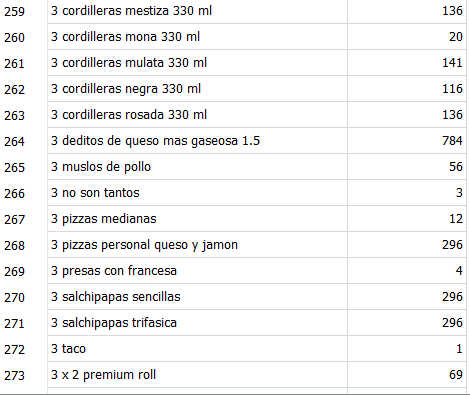 259 3 cordilleras mestiza 330 ml 136
260 3 cordilleras mona 330 ml 20
261 3 cordilleras mulata 330 ml 141
262 3 cordilleras negra 330 ml 116
263 3 cordilleras rosada 330 ml 136
264 3 deditos de queso mas gaseosa 1.5 784
265 3 muslos de pollo 56
266 3 no son tantos 3
267 3 pizzas medianas 12
268 3 pizzas personal queso y jamon 296
269 3 presas con francesa 4
270 3 salchipapas sencillas 296
271 3 salchipapas trifasica 296
272 3 taco 1
273 3 x 2 premium roll 69